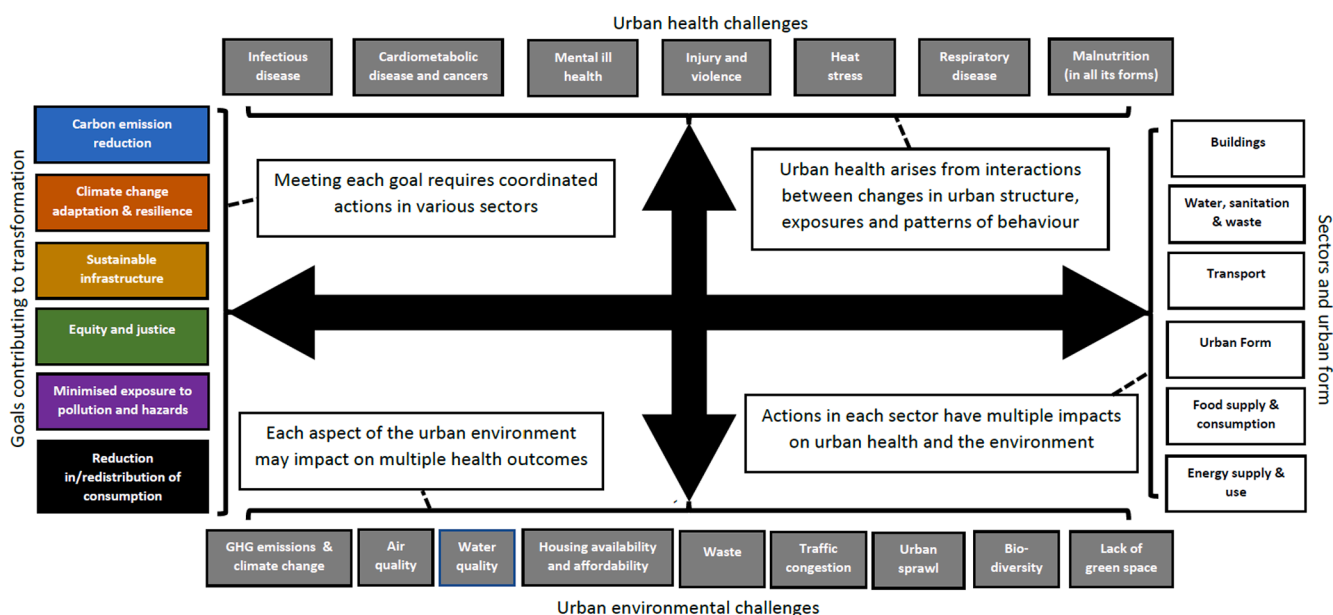 Urban health challenges
Infectious
disease
Cardiometabolic
disease and cancers
Mental ill
health
Injury and
violence
Heat
stress
Respiratory
disease
Malnutrition
(in all its forms)
Goals contributing to transformation
Carbon emission
reduction
Climate change
adaptation & resilience
Sustainable
infrastructure
Equity and justice
Minimised exposure to
pollution and hazards
Reduction
in/redistribution of
consumption
Meeting each goal requires coordinated
actions in various sectors
Urban health arises from interactions
between changes in urban structure,
exposures and patterns of behaviour
Each aspect of the urban environment
may impact on multiple health outcomes
Actions in each sector have multiple impacts
on urban health and the environment
Buildings
Water, sanitation
& waste
Transport
Urban Form
Food supply &
consumption
Energy supply &
use
Sectors and urban form
GHG emissions &
climate change
Air
quality
Water
quality
Housing availability
and affordability
Waste
Traffic
congestion
Urban
sprawl
Bio-
diversity
Lack of
green space
Urban environmental challenges